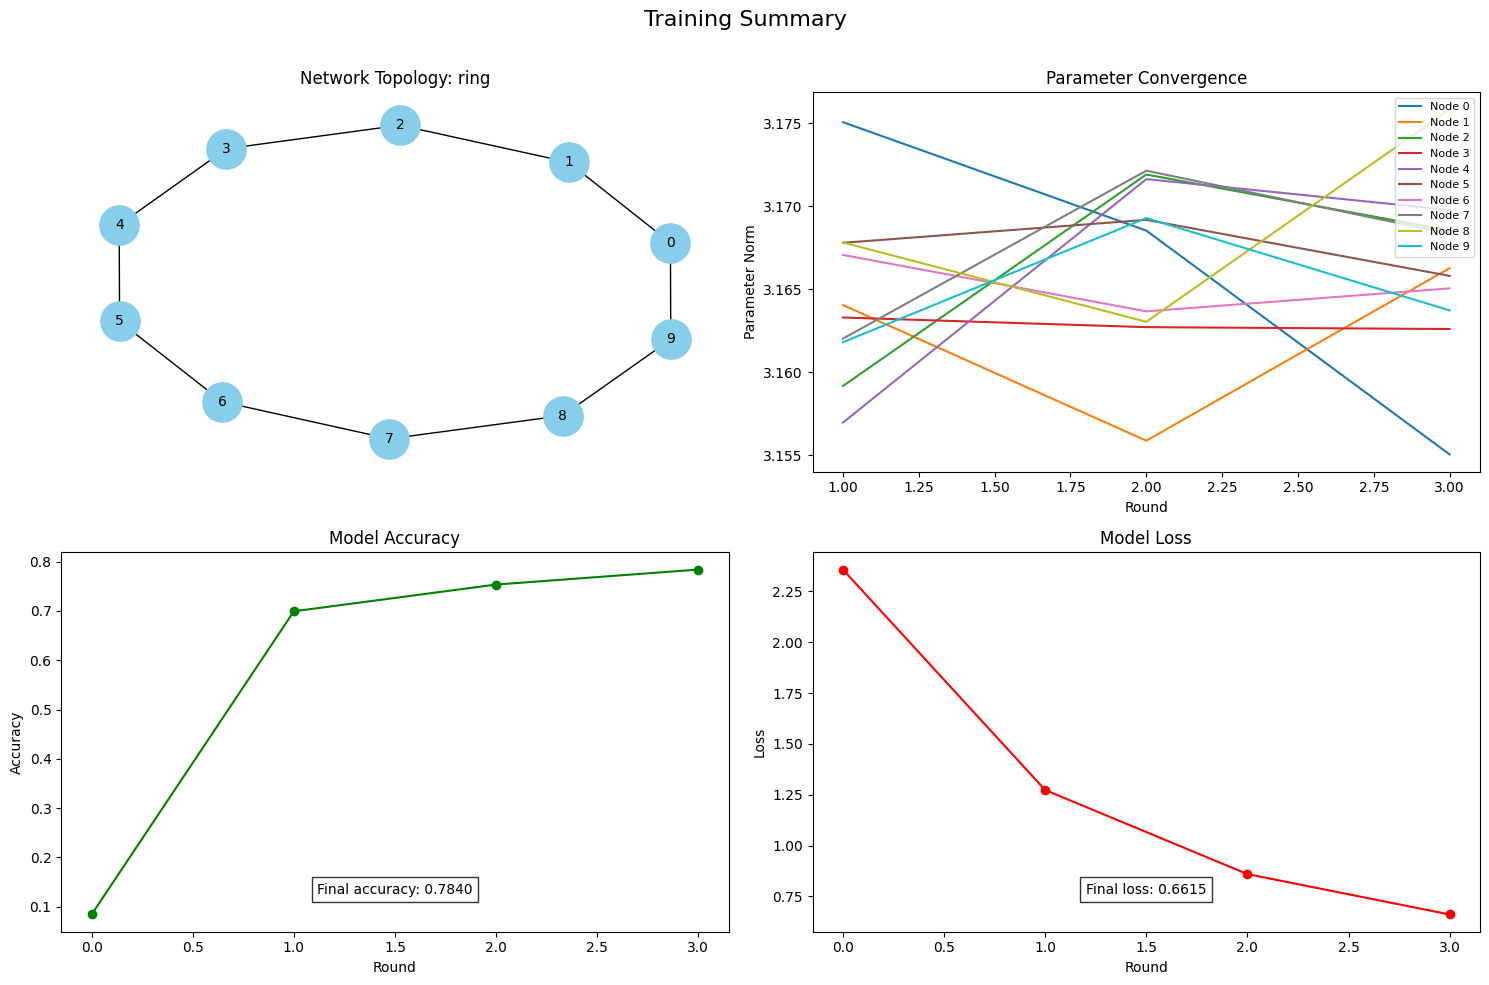 Training Summary
Network Topology: ring
2
3
1
4
0
5
9
6
8
7
Parameter Convergence
Parameter Norm
3.175
3.170
3.165
3.160
3.155
Node 0
Node 1
Node 2
Node 3
Node 4
Node 5
Node 6
Node 7
Node 8
Node 9
1.00 1.25 1.50 1.75 2.00 2.25 2.50 2.75 3.00
Round
Model Accuracy
Accuracy
0.8
0.7
0.6
0.5
0.4
0.3
0.2
0.1
Final accuracy: 0.7840
0.0 0.5 1.0 1.5 2.0 2.5 3.0
Round
Model Loss
Loss
2.25
2.00
1.75
1.50
1.25
1.00
0.75
Final loss: 0.6615
0.0 0.5 1.0 1.5 2.0 2.5 3.0
Round